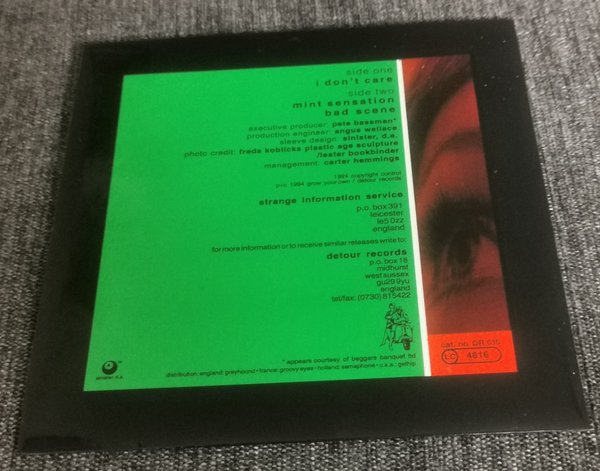 side one
i don't care
side two
mint sensation
bad scene
executive producer: pete bassman*
production engineer: angus wallace
sleeve design: sinister, d.a.
photo credit: freda kobticks plastic age sculpture
/lester bookbinder
management: carter hemmings
1994 copyright control
p+c 1994 grow your own / detour records
strange information service
p.o. box 391
leicester
le5 0zz
england
for more information or to receive similar releases write to:
detour records
p.o. box 18
midhurst
west sussex
gu29 9yu
england
tel/fax: (0730) 815422
cat. no. DR 015
LC 4816
* appears courtesy of beggars banquet ltd
distribution: england: greyhound • france: groovy eyes • holland: semaphore • u.s.a.: gethip